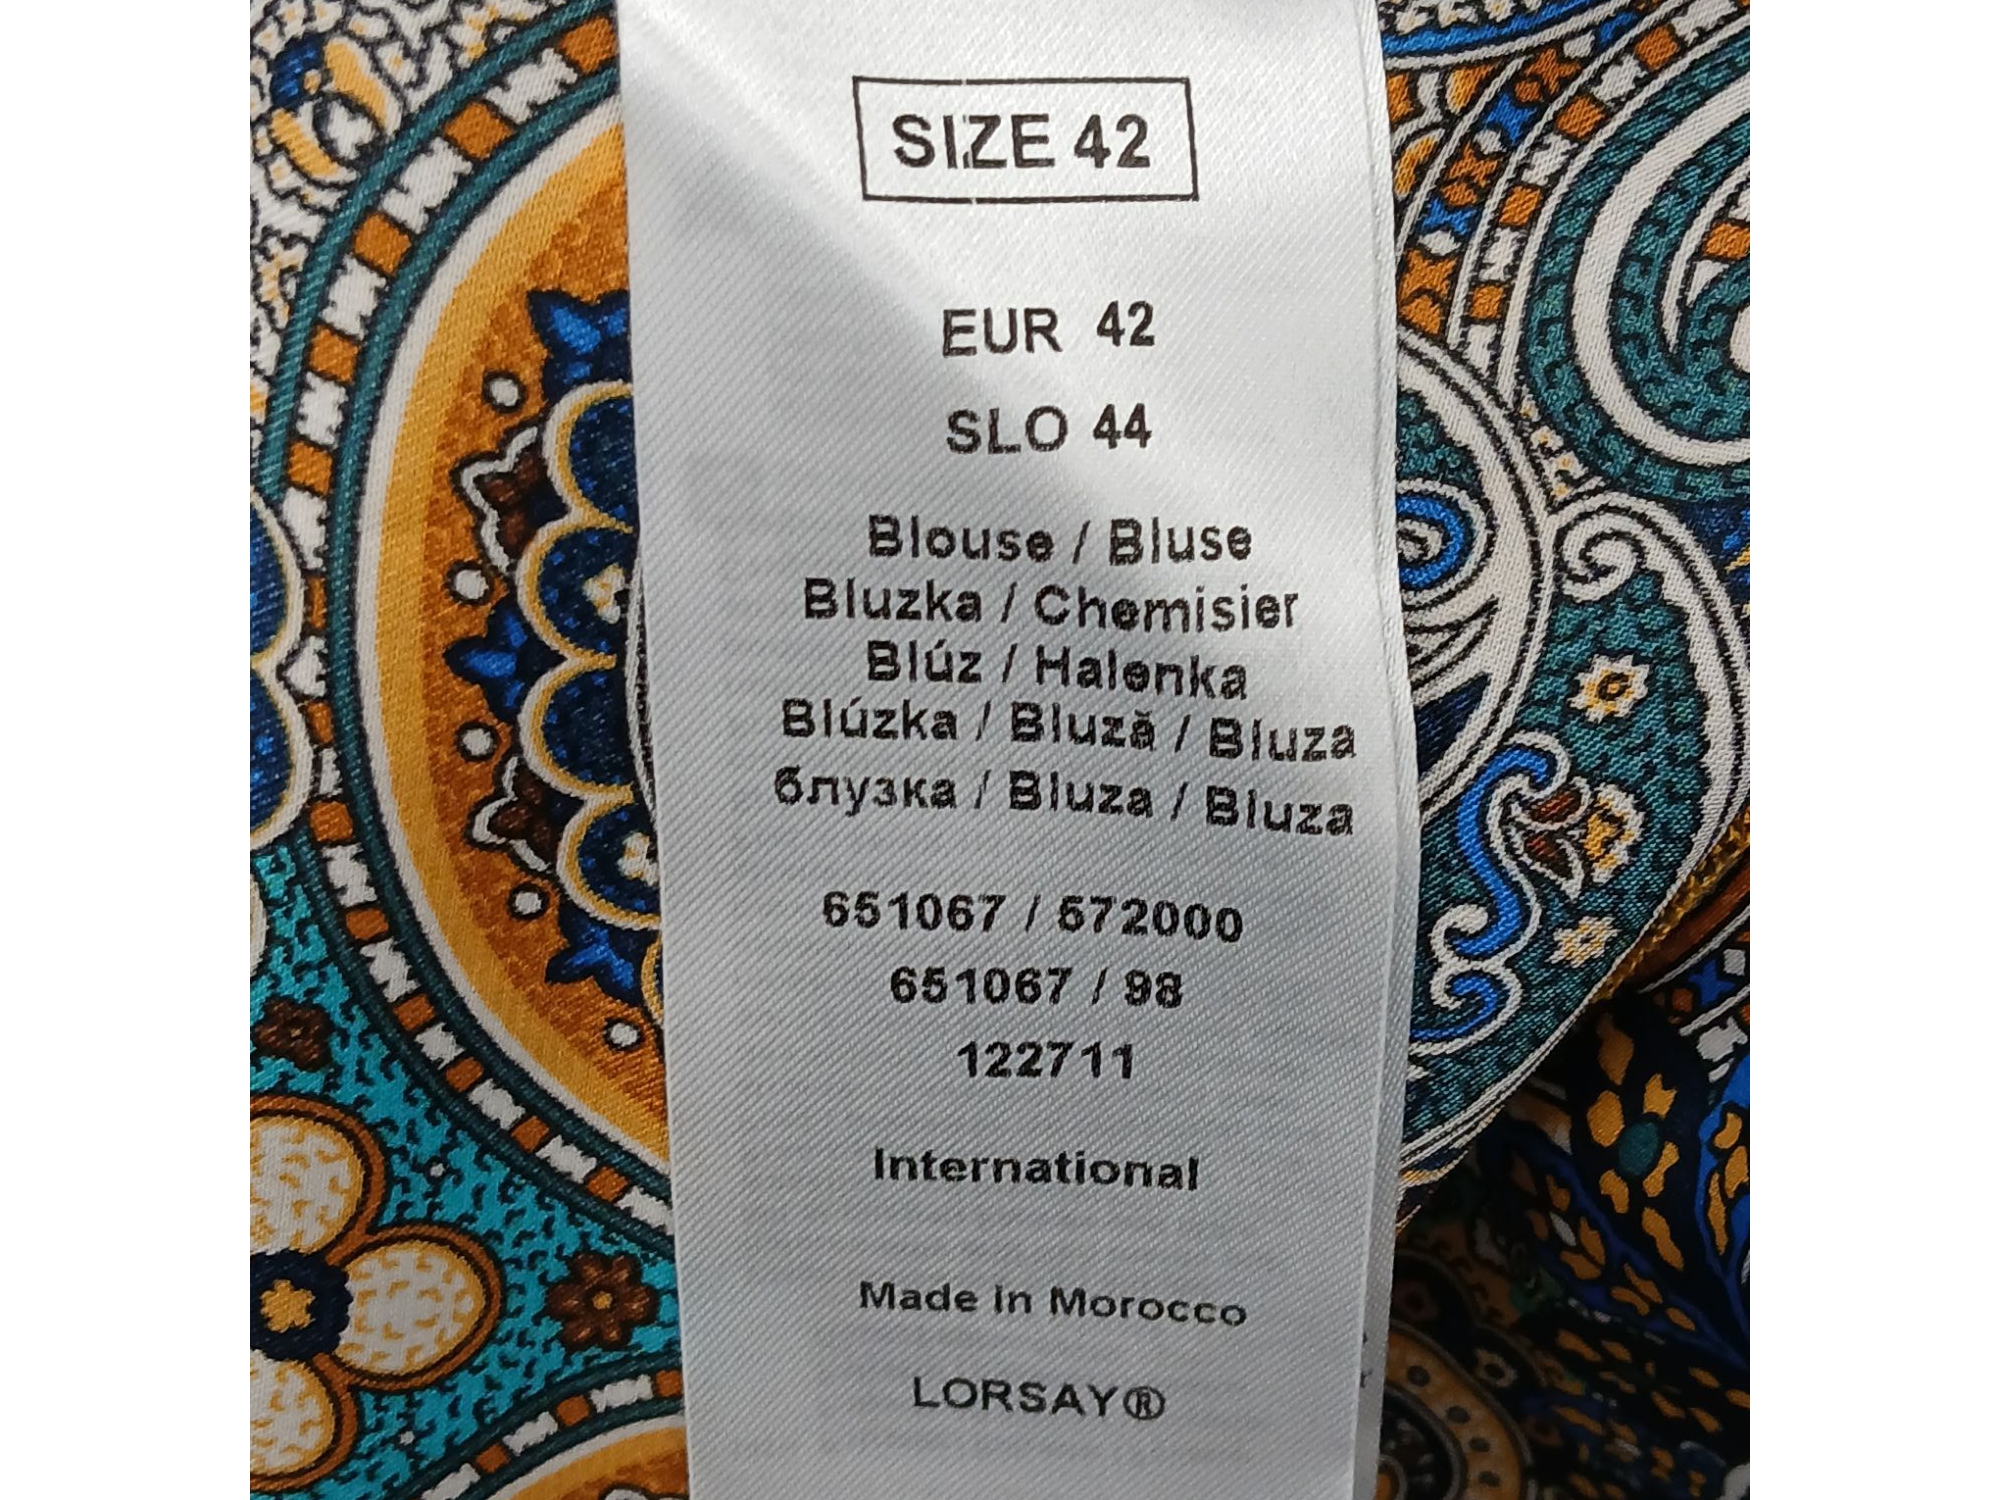 SIZE 42
EUR 42
SLO 44
Blouse / Bluse
Bluzka / Chemisier
Blúz / Halenka
Blúzka / Bluză / Bluza
блузка / Bluza / Bluza
651067 / 572000
651067 / 98
122711
International
Made in Morocco
LORSAY®